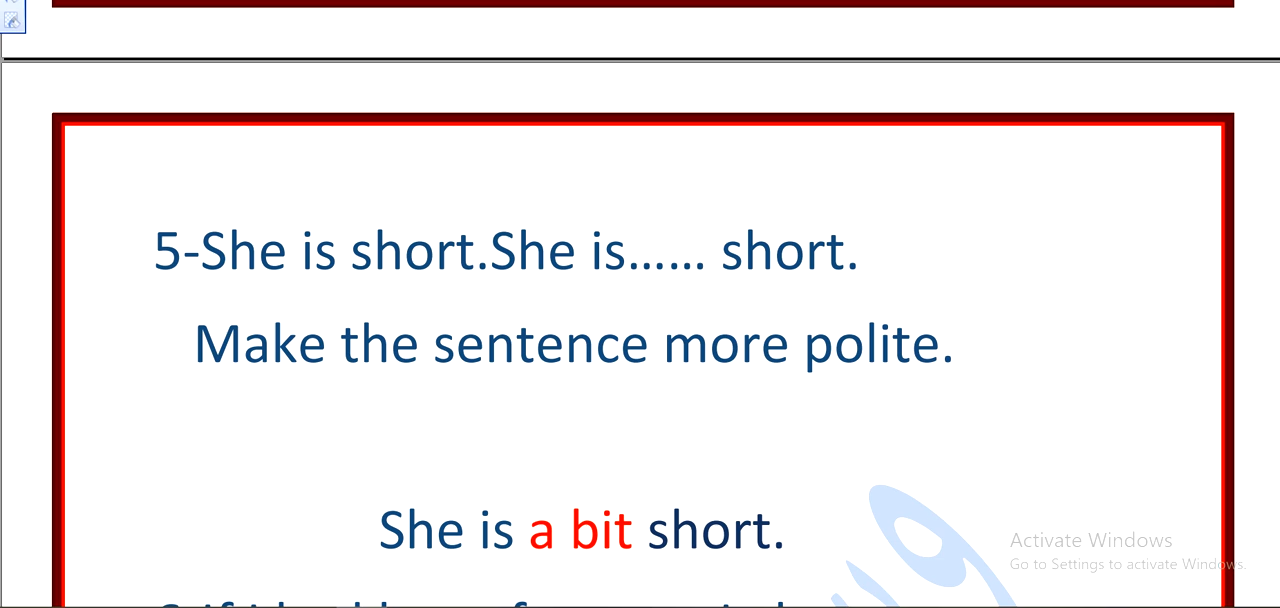 5-She is short.She is...... short.
Make the sentence more polite.
She is a bit short.
Activate Windows
Go to Settings to activate Windows.